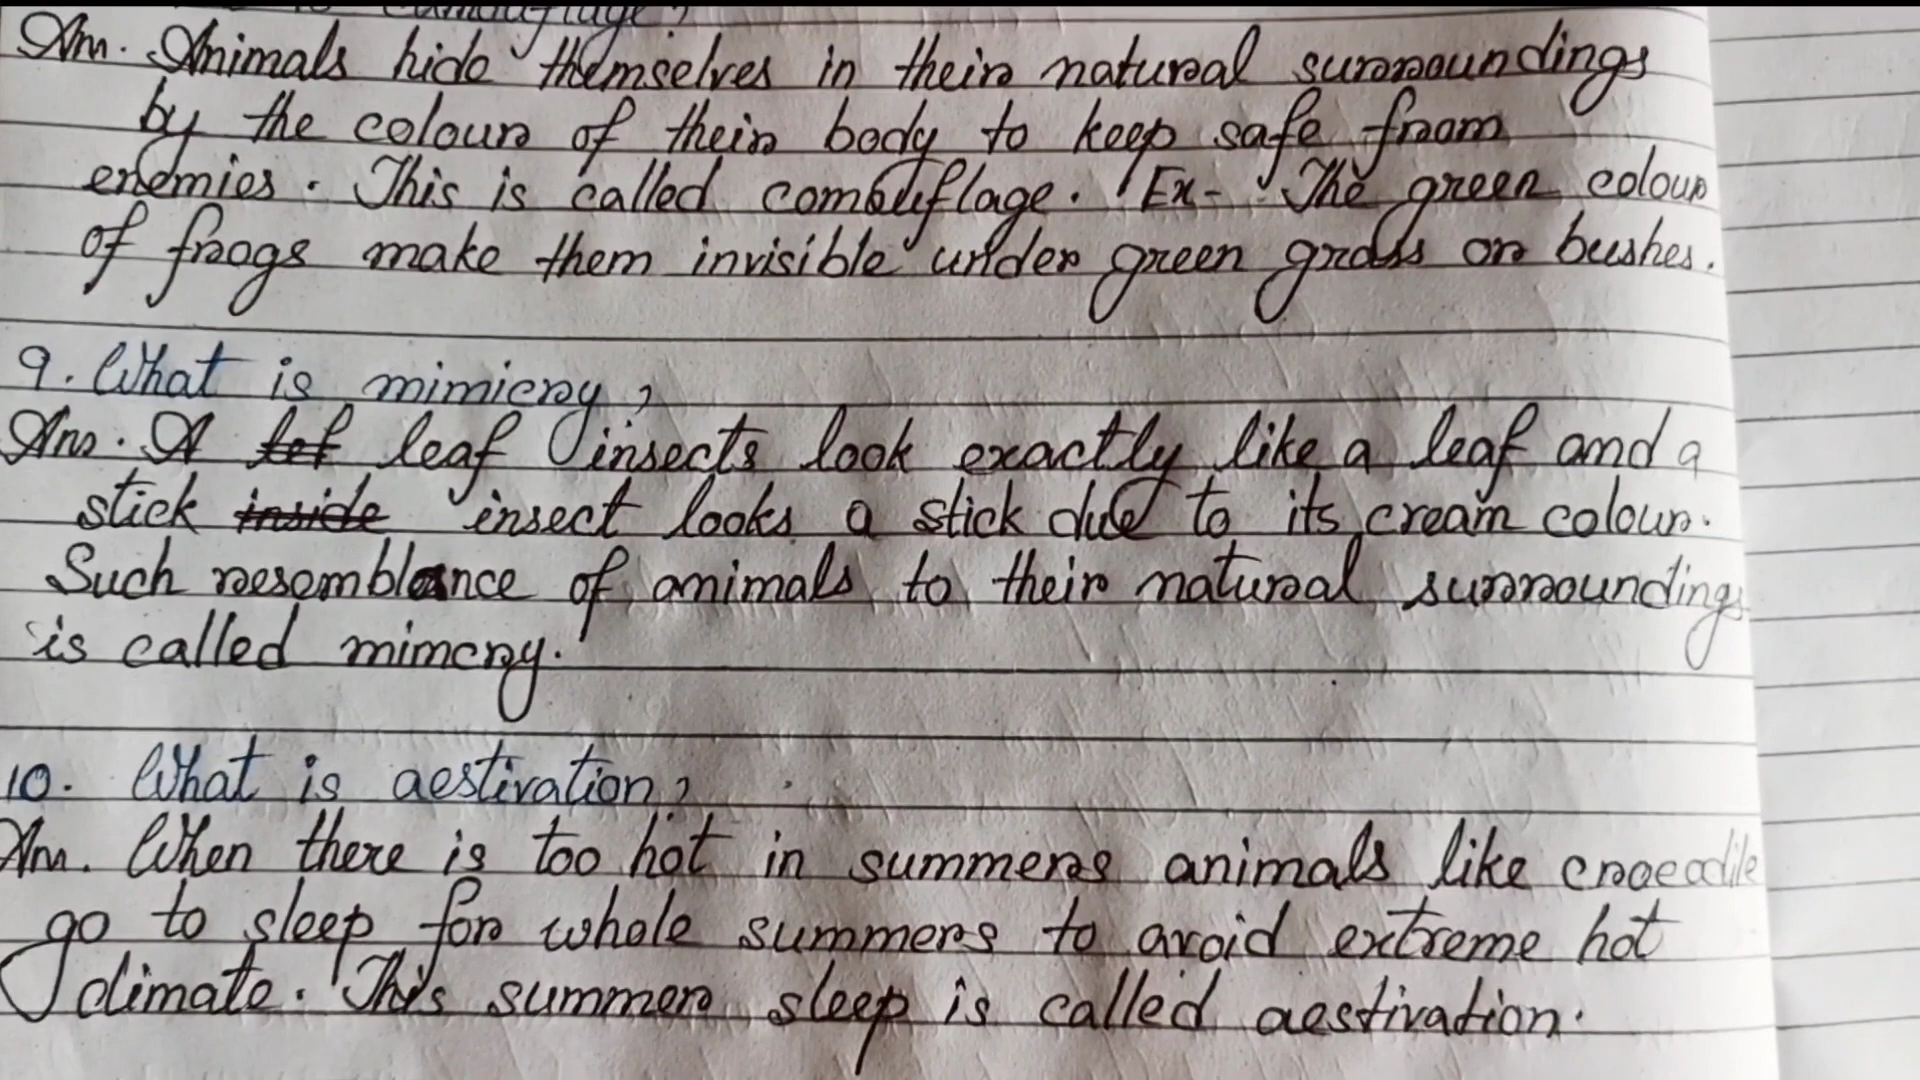 camouflage?
Ans. Animals hide themselves in their natural surroundings
by the colour of their body to keep safe from
enemies. This is called combuflage. Ex- The green colour
of frogs make them invisible under green grass or bushes.
9. What is mimicry?
Ans. A lef leaf insects look exactly like a leaf and a
stick inside insect looks a stick due to its cream colour.
Such resemblance of animals to their natural surroundings
is called mimcry.
10. What is aestivation?
Ans. When there is too hot in summers animals like crocodile
go to sleep for whole summers to avoid extreme hot
climate. This summer sleep is called aestivation.